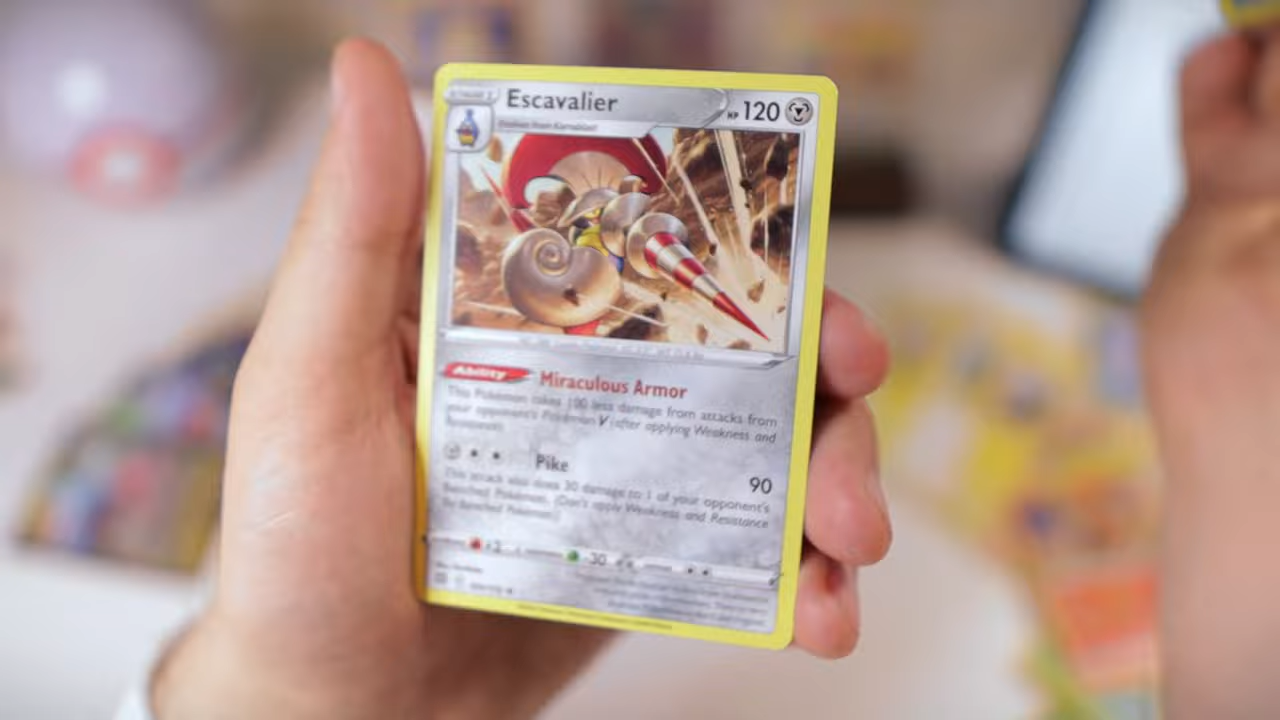 Escavalier
HP 120
Ability Miraculous Armor
This Pokémon takes 100 less damage from attacks from
your opponent's Pokémon V (after applying Weakness and
Resistance).
Pike 90
This attack also does 30 damage to 1 of your opponent's
Benched Pokémon. (Don't apply Weakness and Resistance
for Benched Pokémon.)
×2 -30